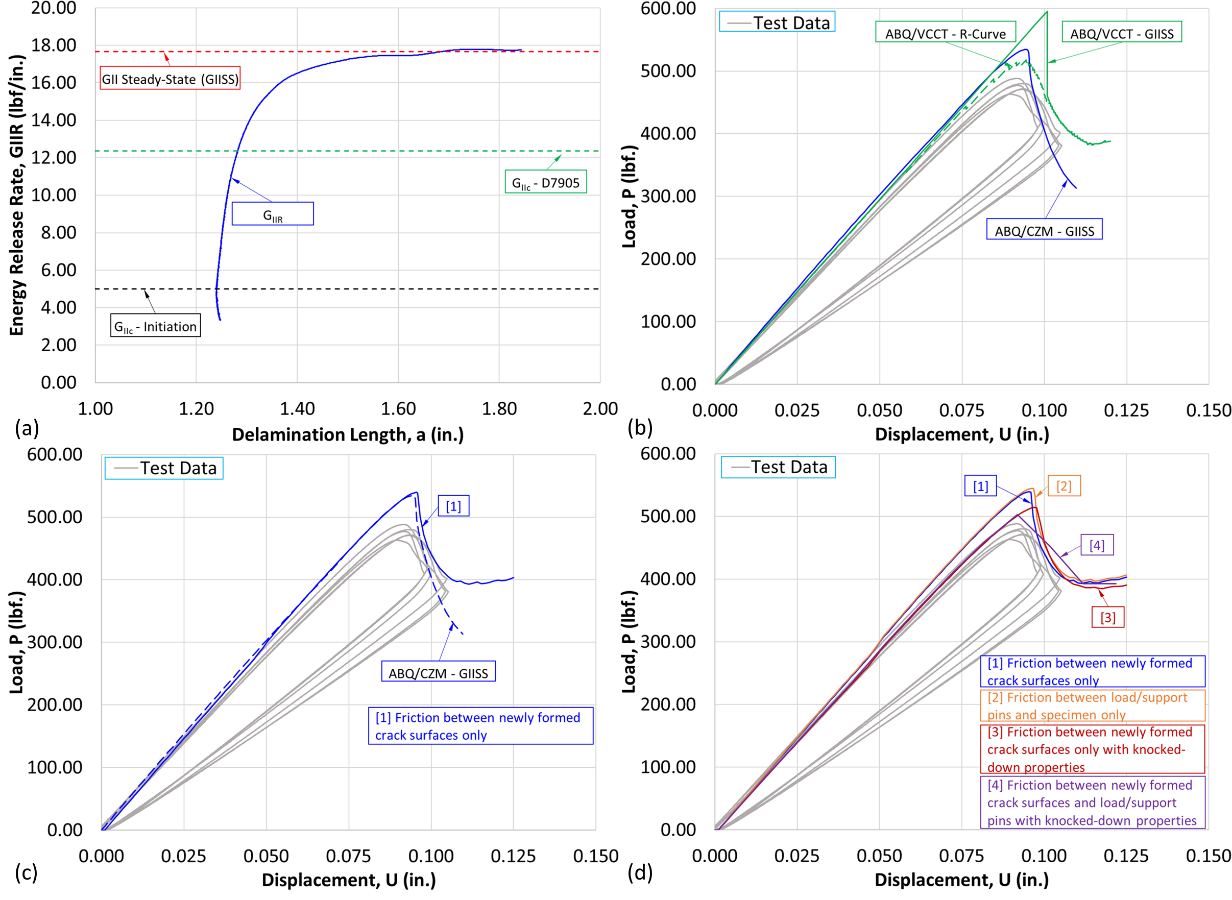 20.00
18.00
16.00
14.00
12.00
10.00
8.00
6.00
4.00
2.00
0.00
Energy Release Rate, GIIR (lbf/in.)
GII Steady-State (GIISS)
G_IIc - D7905
G_IIR
G_IIc - Initiation
1.00 1.20 1.40 1.60 1.80 2.00
Delamination Length, a (in.)
(a)
600.00
500.00
400.00
300.00
200.00
100.00
0.00
Load, P (lbf.)
Test Data
ABQ/VCCT - R-Curve
ABQ/VCCT - GIISS
ABQ/CZM - GIISS
0.000 0.025 0.050 0.075 0.100 0.125 0.150
Displacement, U (in.)
(b)
600.00
500.00
400.00
300.00
200.00
100.00
0.00
Load, P (lbf.)
Test Data
[1]
ABQ/CZM - GIISS
[1] Friction between newly formed
crack surfaces only
0.000 0.025 0.050 0.075 0.100 0.125 0.150
Displacement, U (in.)
(c)
600.00
500.00
400.00
300.00
200.00
100.00
0.00
Load, P (lbf.)
Test Data
[1]
[2]
[4]
[3]
[1] Friction between newly formed
crack surfaces only
[2] Friction between load/support
pins and specimen only
[3] Friction between newly formed
crack surfaces only with knocked-
down properties
[4] Friction between newly formed
crack surfaces and load/support
pins with knocked-down properties
0.000 0.025 0.050 0.075 0.100 0.125 0.150
Displacement, U (in.)
(d)